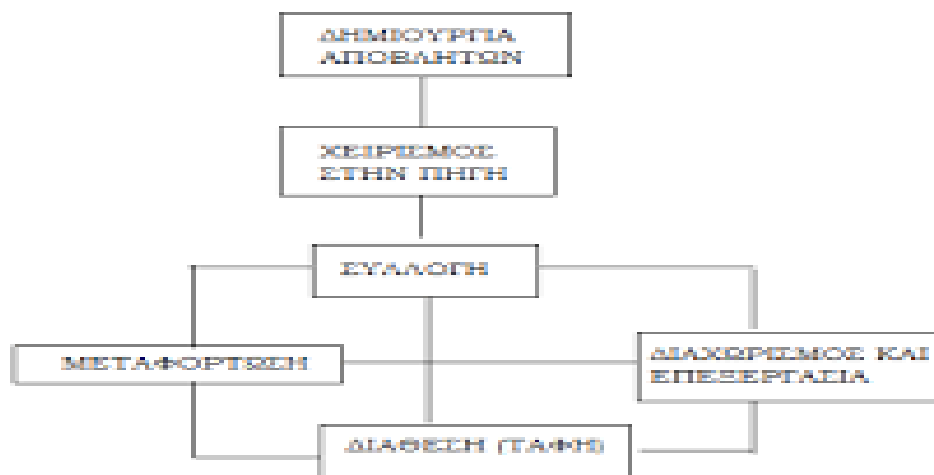 ΔΗΜΙΟΥΡΓΙΑ
ΑΠΟΒΛΗΤΩΝ
ΧΕΙΡΙΣΜΟΣ
ΣΤΗΝ ΠΗΓΗ
ΣΥΛΛΟΓΗ
ΜΕΤΑΦΟΡΤΩΣΗ
ΔΙΑΧΩΡΙΣΜΟΣ ΚΑΙ
ΕΠΕΞΕΡΓΑΣΙΑ
ΔΙΑΘΕΣΗ (ΤΑΦΗ)